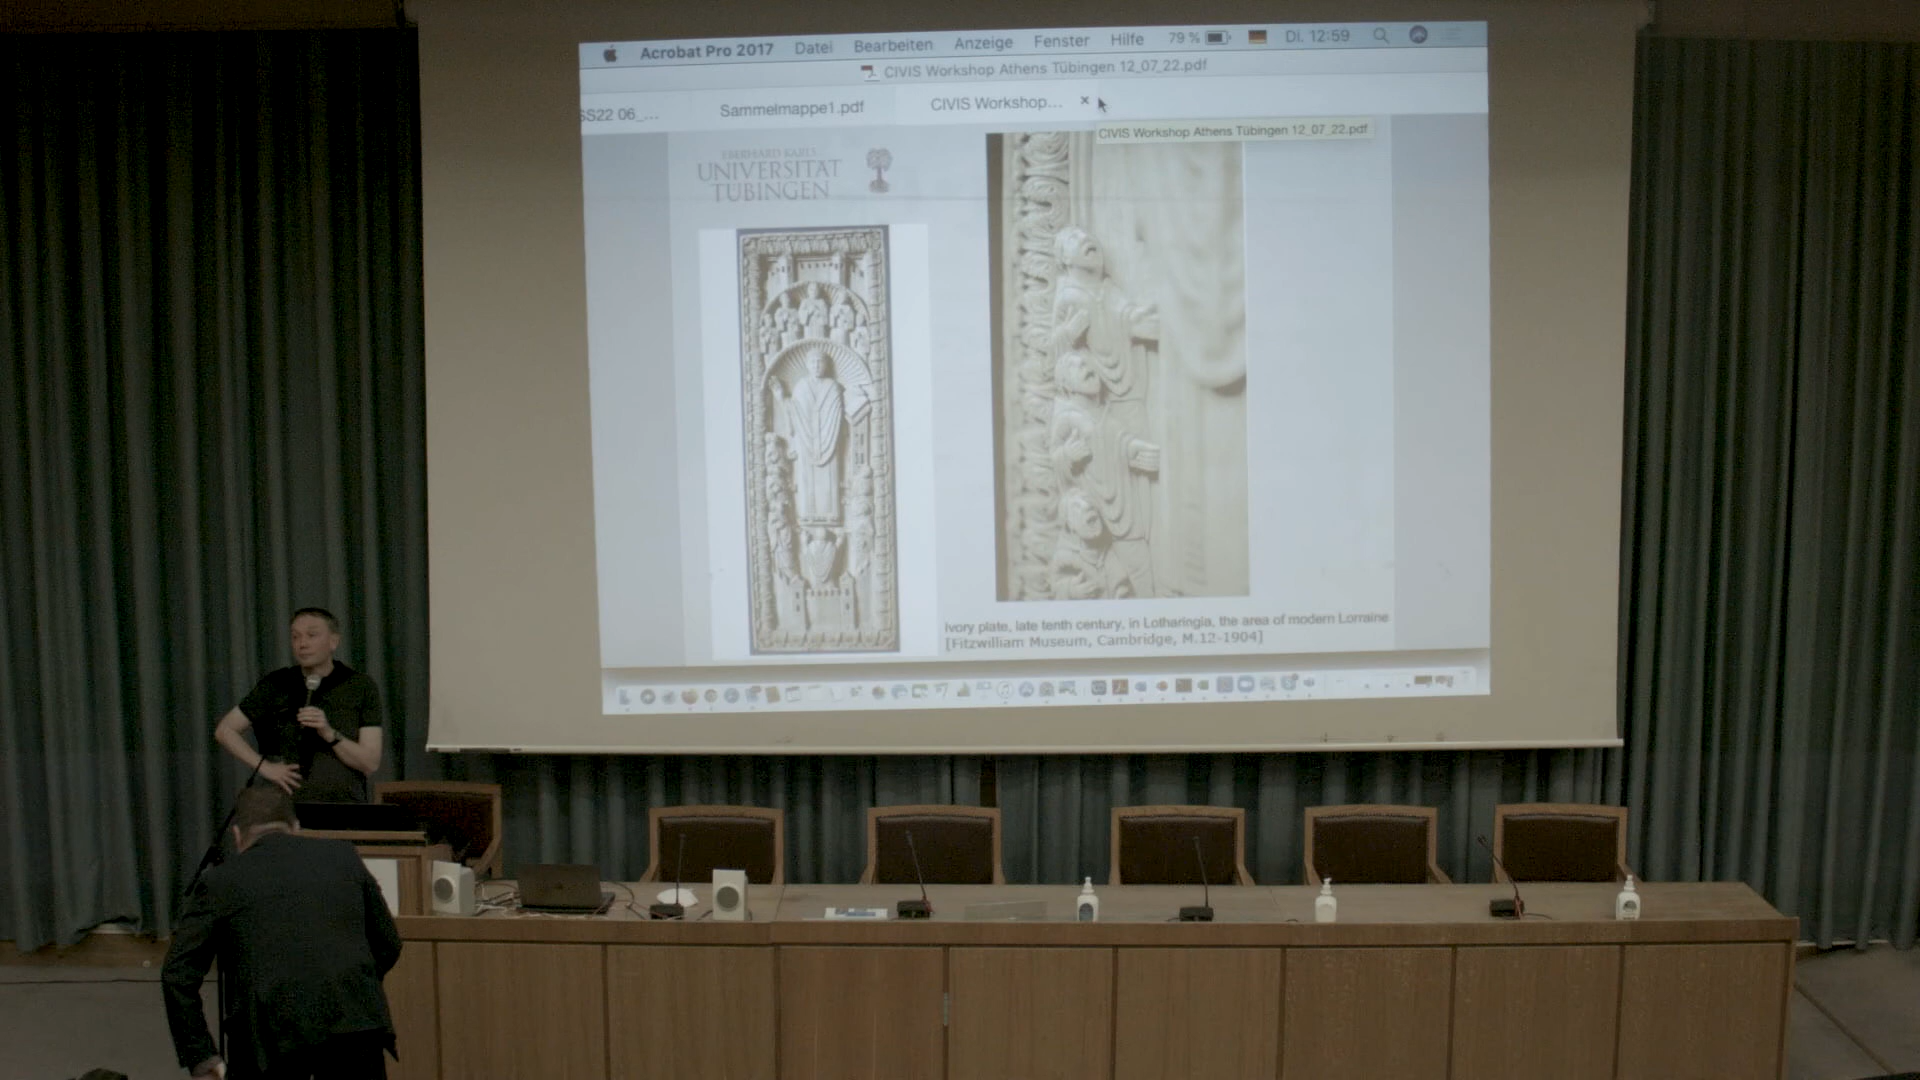 Acrobat Pro 2017 Datei Bearbeiten Anzeige Fenster Hilfe 79 % Di. 12:59
CIVIS Workshop Athens Tübingen 12_07_22.pdf
SS22 06_... Sammelmappe1.pdf CIVIS Workshop... ×
CIVIS Workshop Athens Tübingen 12_07_22.pdf
EBERHARD KARLS
UNIVERSITÄT
TÜBINGEN
Ivory plate, late tenth century, in Lotharingia, the area of modern Lorraine
[Fitzwilliam Museum, Cambridge, M.12-1904]